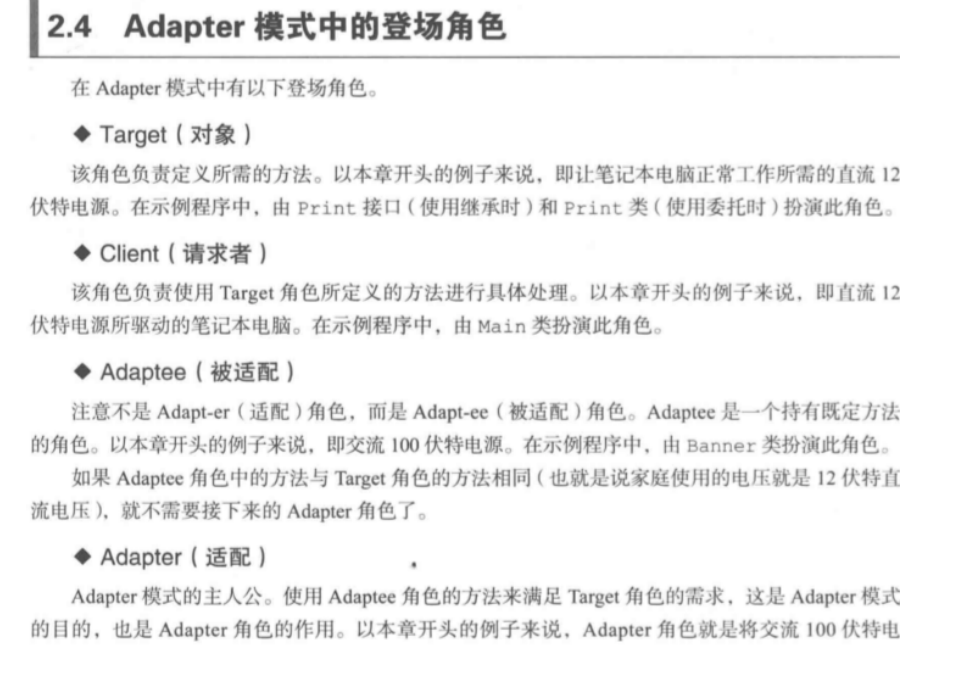 2.4 Adapter 模式中的登场角色
在 Adapter 模式中有以下登场角色。
◆ Target（对象）
该角色负责定义所需的方法。以本章开头的例子来说，即让笔记本电脑正常工作所需的直流 12
伏特电源。在示例程序中，由 Print 接口（使用继承时）和 Print 类（使用委托时）扮演此角色。
◆ Client（请求者）
该角色负责使用 Target 角色所定义的方法进行具体处理。以本章开头的例子来说，即直流 12
伏特电源所驱动的笔记本电脑。在示例程序中，由 Main 类扮演此角色。
◆ Adaptee（被适配）
注意不是 Adapt-er（适配）角色，而是 Adapt-ee（被适配）角色。Adaptee 是一个持有既定方法
的角色。以本章开头的例子来说，即交流 100 伏特电源。在示例程序中，由 Banner 类扮演此角色。
如果 Adaptee 角色中的方法与 Target 角色的方法相同（也就是说家庭使用的电压就是 12 伏特直
流电压），就不需要接下来的 Adapter 角色了。
◆ Adapter（适配）
Adapter 模式的主人公。使用 Adaptee 角色的方法来满足 Target 角色的需求，这是 Adapter 模式
的目的，也是 Adapter 角色的作用。以本章开头的例子来说，Adapter 角色就是将交流 100 伏特电